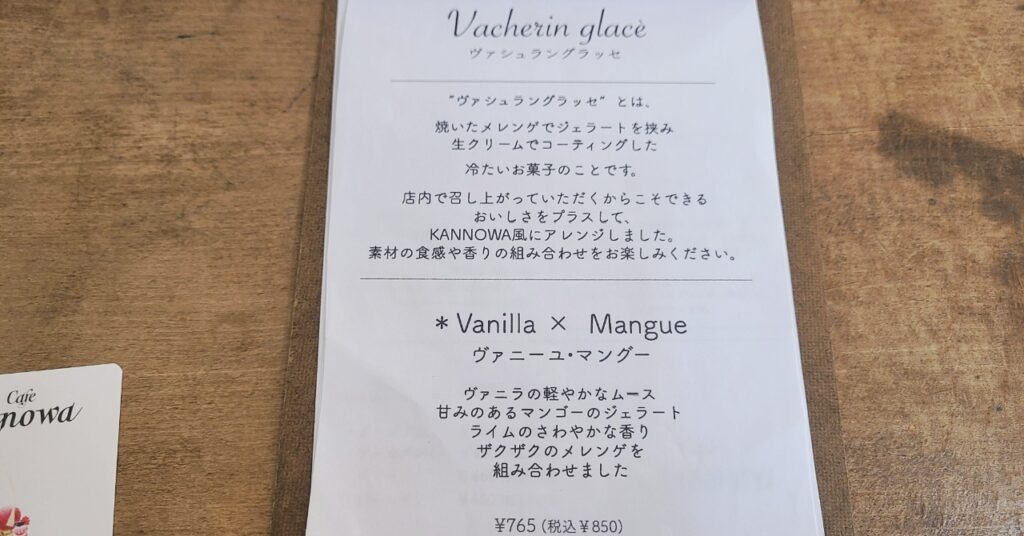 Vacherin glacè
ヴァシュラングラッセ
"ヴァシュラングラッセ" とは、
焼いたメレンゲでジェラートを挟み
生クリームでコーティングした
冷たいお菓子のことです。
店内で召し上がっていただくからこそできる
おいしさをプラスして、
KANNOWA風にアレンジしました。
素材の食感や香りの組み合わせをお楽しみください。
＊Vanilla × Mangue
ヴァニーユ・マングー
ヴァニラの軽やかなムース
甘みのあるマンゴーのジェラート
ライムのさわやかな香り
ザクザクのメレンゲを
組み合わせました
¥765 (税込¥850)
Cafe
nowa